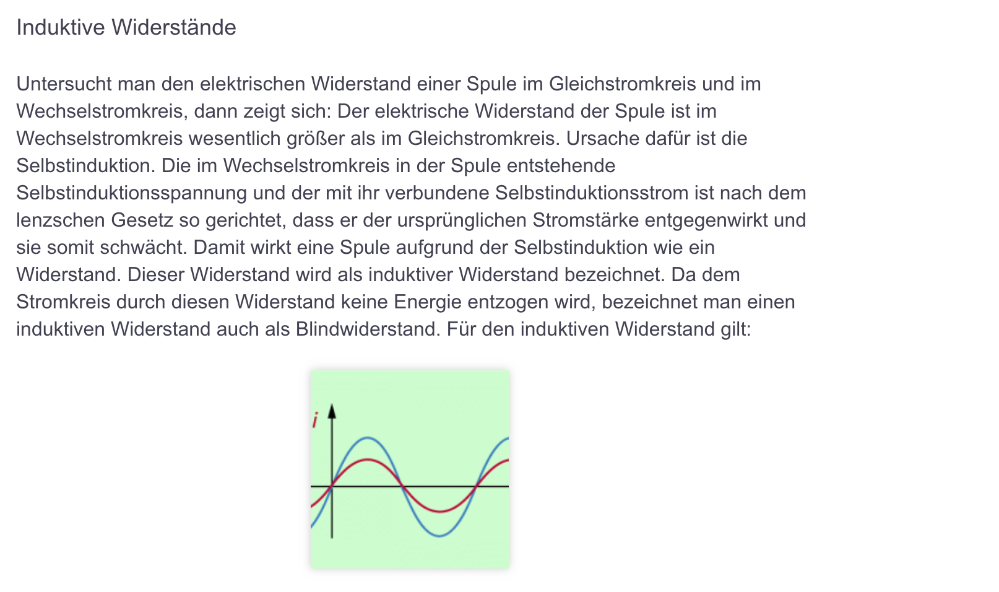 Induktive Widerstände
Untersucht man den elektrischen Widerstand einer Spule im Gleichstromkreis und im
Wechselstromkreis, dann zeigt sich: Der elektrische Widerstand der Spule ist im
Wechselstromkreis wesentlich größer als im Gleichstromkreis. Ursache dafür ist die
Selbstinduktion. Die im Wechselstromkreis in der Spule entstehende
Selbstinduktionsspannung und der mit ihr verbundene Selbstinduktionsstrom ist nach dem
lenzschen Gesetz so gerichtet, dass er der ursprünglichen Stromstärke entgegenwirkt und
sie somit schwächt. Damit wirkt eine Spule aufgrund der Selbstinduktion wie ein
Widerstand. Dieser Widerstand wird als induktiver Widerstand bezeichnet. Da dem
Stromkreis durch diesen Widerstand keine Energie entzogen wird, bezeichnet man einen
induktiven Widerstand auch als Blindwiderstand. Für den induktiven Widerstand gilt:
i